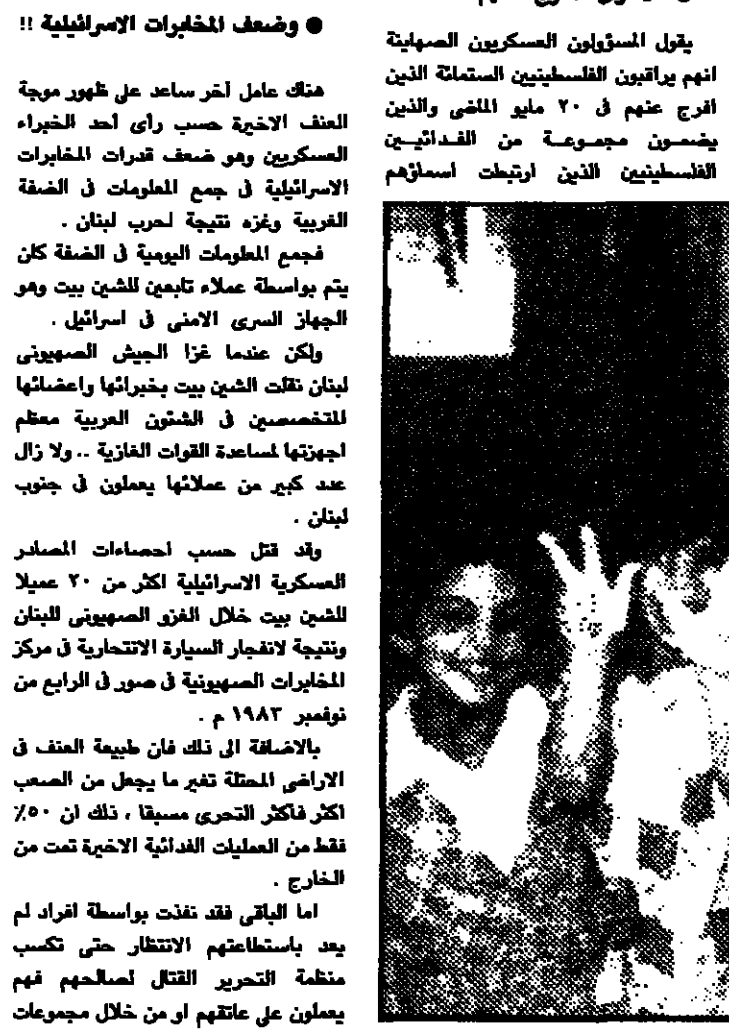 يقول المسؤولون العسكريون الصهاينة
انهم يراقبون الفلسطينيين الستمائة الذين
افرج عنهم فى ٢٠ مايو الماضى والذين
يضمــون مجموعــة من الفدائيــين
الفلسطينيين الذين ارتبطت اسماؤهم
● وضعف المخابرات الاسرائيلية !!
هناك عامل آخر ساعد على ظهور موجة
العنف الاخيرة حسب رأى أحد الخبراء
العسكريين وهو ضعف قدرات المخابرات
الاسرائيلية فى جمع المعلومات فى الضفة
الغربية وغزه نتيجة لحرب لبنان .
فجمع المعلومات اليومية فى الضفة كان
يتم بواسطة عملاء تابعين للشين بيت وهو
الجهاز السرى الامنى فى اسرائيل .
ولكن عندما غزا الجيش الصهيونى
لبنان نقلت الشين بيت بخبرائها واعضائها
المتخصصين فى الشئون العربية معظم
اجهزتها لمساعدة القوات الغازية .. ولا زال
عدد كبير من عملائها يعملون فى جنوب
لبنان .
وقد قتل حسب احصاءات المصادر
العسكرية الاسرائيلية اكثر من ٢٠ عميلا
للشين بيت خلال الغزو الصهيونى للبنان
ونتيجة لانفجار السيارة الانتحارية فى مركز
المخابرات الصهيونية فى صور فى الرابع من
نوفمبر ١٩٨٣ م .
بالاضافة الى ذلك فان طبيعة العنف فى
الاراضى المحتلة تغير ما يجعل من الصعب
اكثر فأكثر التحرى مسبقا ، ذلك ان ٥٠٪
فقط من العمليات الفدائية الاخيرة تمت من
الخارج .
اما الباقى فقد نفذت بواسطة افراد لم
يعد باستطاعتهم الانتظار حتى تكسب
منظمة التحرير القتال لصالحهم فهم
يعملون على عاتقهم او من خلال مجموعات